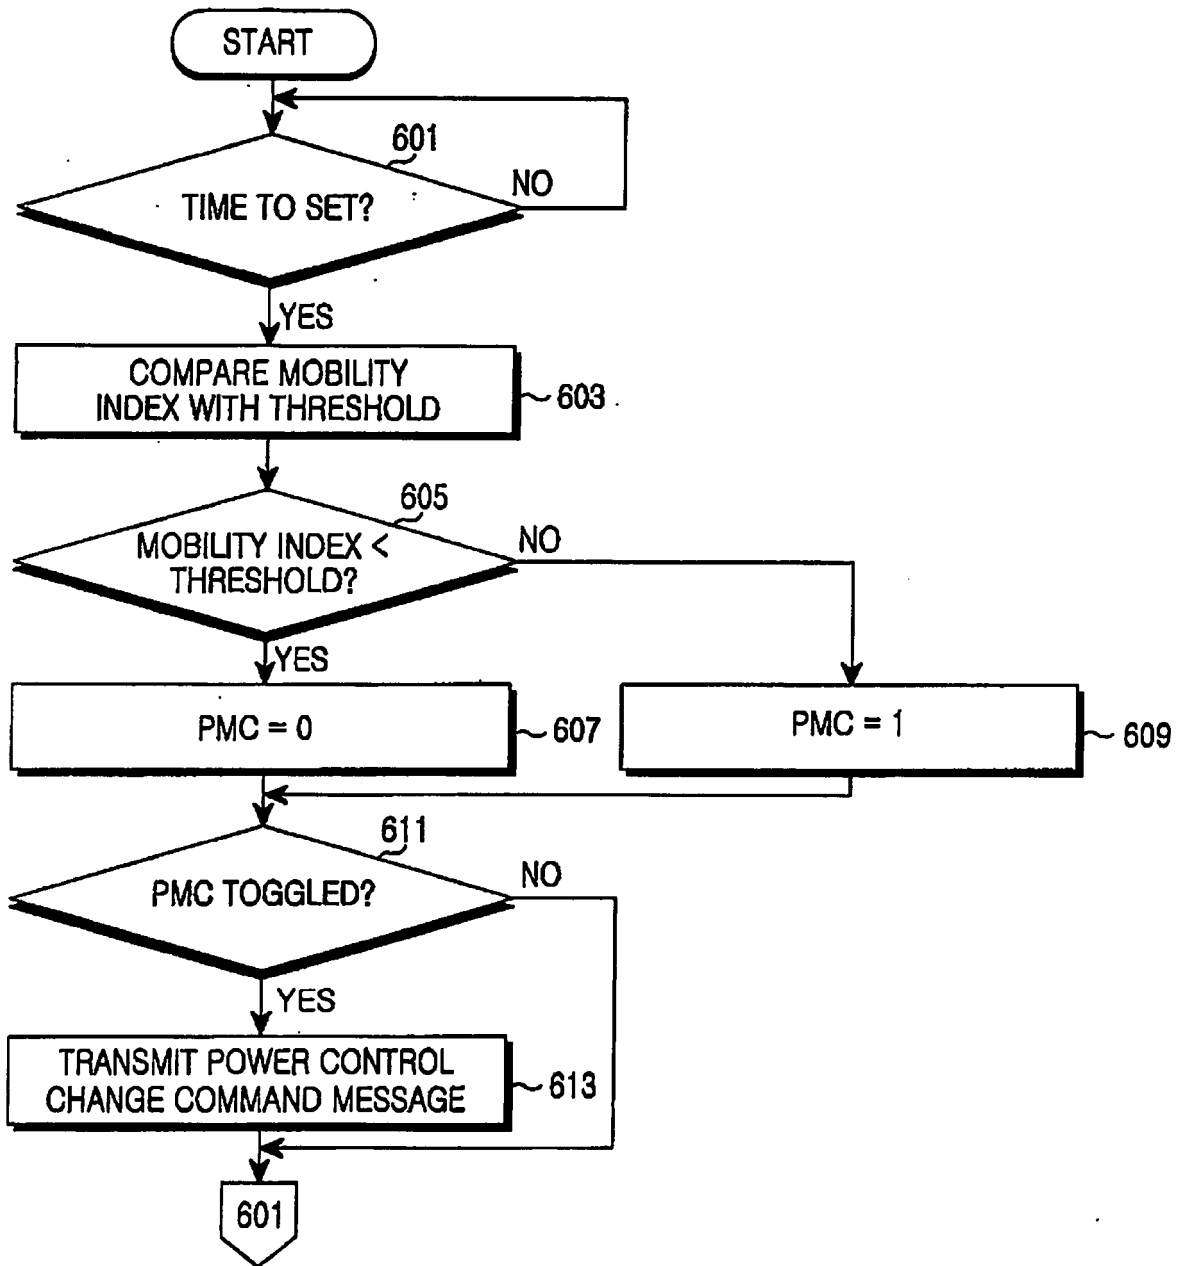 START
601
TIME TO SET?
NO
YES
COMPARE MOBILITY
INDEX WITH THRESHOLD
603
605
MOBILITY INDEX <
THRESHOLD?
NO
YES
PMC = 0
607
PMC = 1
609
611
PMC TOGGLED?
NO
YES
TRANSMIT POWER CONTROL
CHANGE COMMAND MESSAGE
613
601